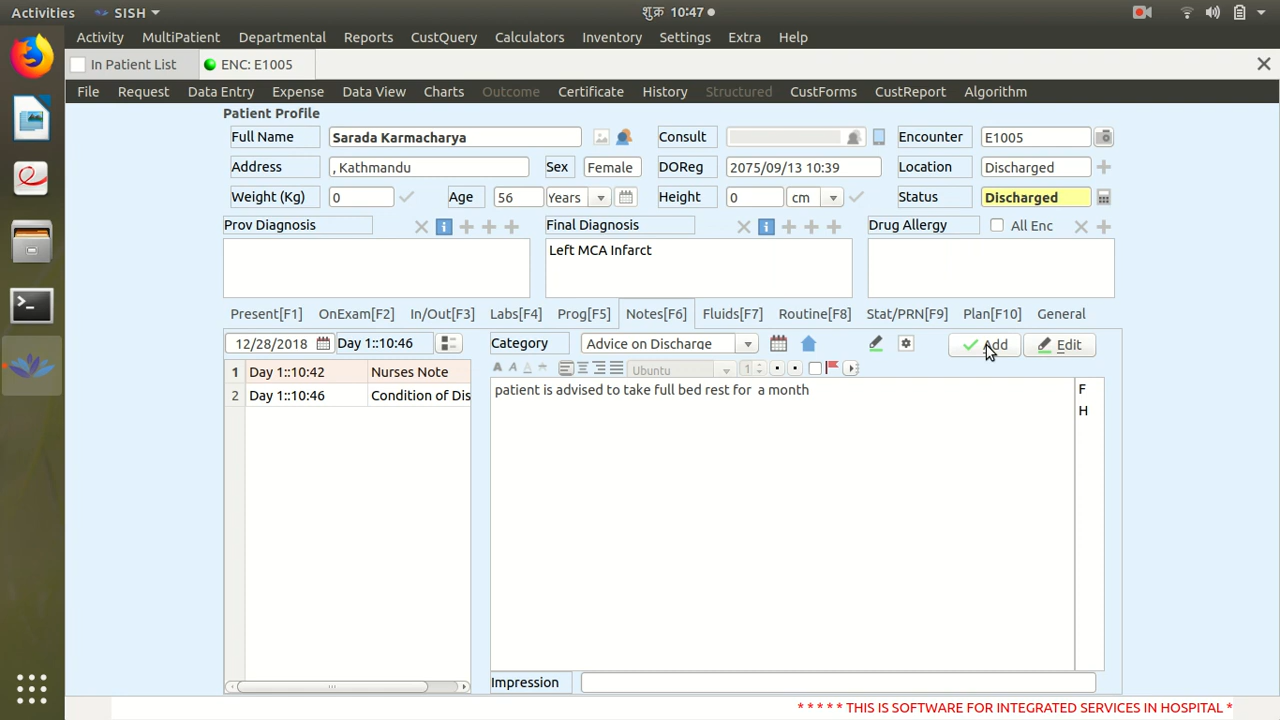 Activities SISH शुक्र 10:47
Activity MultiPatient Departmental Reports CustQuery Calculators Inventory Settings Extra Help
In Patient List ENC: E1005
File Request Data Entry Expense Data View Charts Outcome Certificate History Structured CustForms CustReport Algorithm
Patient Profile
Full Name Sarada Karmacharya Consult Encounter E1005
Address , Kathmandu Sex Female DOReg 2075/09/13 10:39 Location Discharged
Weight (Kg) 0 Age 56 Years Height 0 cm Status Discharged
Prov Diagnosis Final Diagnosis Drug Allergy All Enc
Left MCA Infarct
Present[F1] OnExam[F2] In/Out[F3] Labs[F4] Prog[F5] Notes[F6] Fluids[F7] Routine[F8] Stat/PRN[F9] Plan[F10] General
12/28/2018 Day 1::10:46 Category Advice on Discharge Add Edit
1 Day 1::10:42 Nurses Note
2 Day 1::10:46 Condition of Dis
A A A A Ubuntu 1
patient is advised to take full bed rest for a month F
H
Impression
* * * * * THIS IS SOFTWARE FOR INTEGRATED SERVICES IN HOSPITAL *